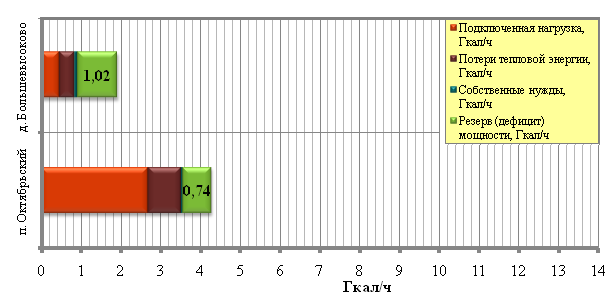 д. Большевысоково
п. Октябрьский
1,02
0,74
Подключенная нагрузка,
Гкал/ч
Потери тепловой энергии,
Гкал/ч
Собственные нужды,
Гкал/ч
Резерв (дефицит)
мощности, Гкал/ч
0 1 2 3 4 5 6 7 8 9 10 11 12 13 14
Гкал/ч